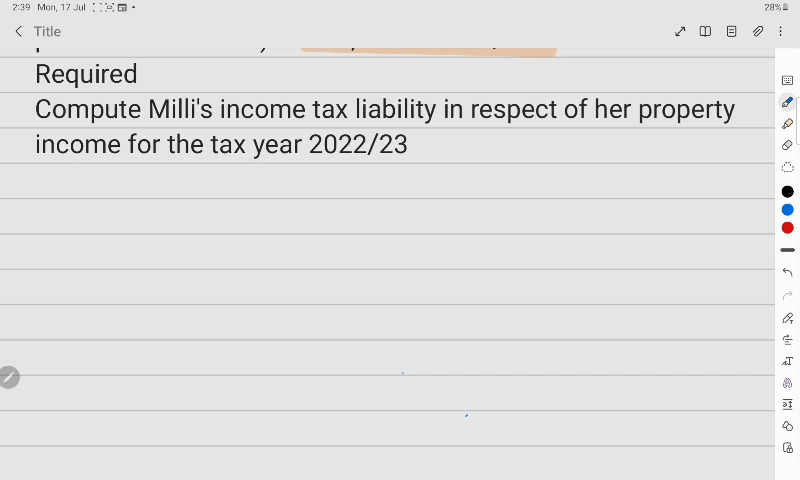 2:39 Mon, 17 Jul
28%
Title
Required
Compute Milli's income tax liability in respect of her property
income for the tax year 2022/23